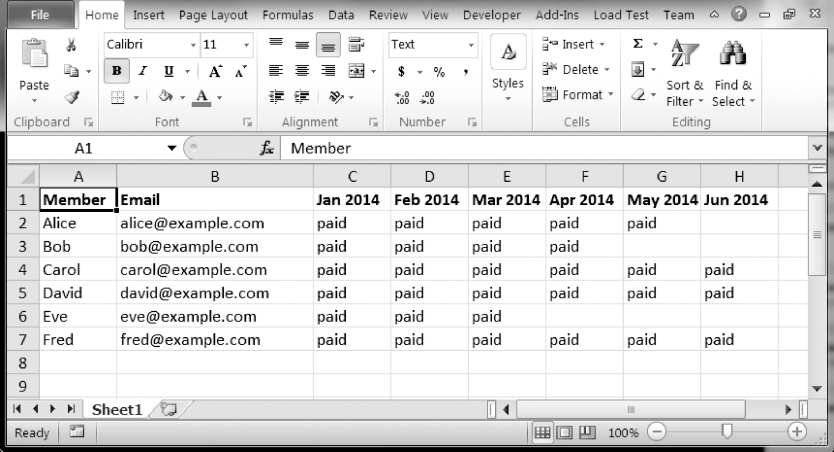 File Home Insert Page Layout Formulas Data Review View Developer Add-Ins Load Test Team
Calibri 11 Text Insert Σ
Paste B I U A A $ % , Styles Delete Sort & Find &
.00 .00 Format Filter Select
Clipboard Font Alignment Number Cells Editing
A1 fx Member
A B C D E F G H
1 Member Email Jan 2014 Feb 2014 Mar 2014 Apr 2014 May 2014 Jun 2014
2 Alice alice@example.com paid paid paid paid paid
3 Bob bob@example.com paid paid paid paid
4 Carol carol@example.com paid paid paid paid paid paid
5 David david@example.com paid paid paid paid paid paid
6 Eve eve@example.com paid paid paid
7 Fred fred@example.com paid paid paid paid paid paid
8
9
Sheet1
Ready 100%